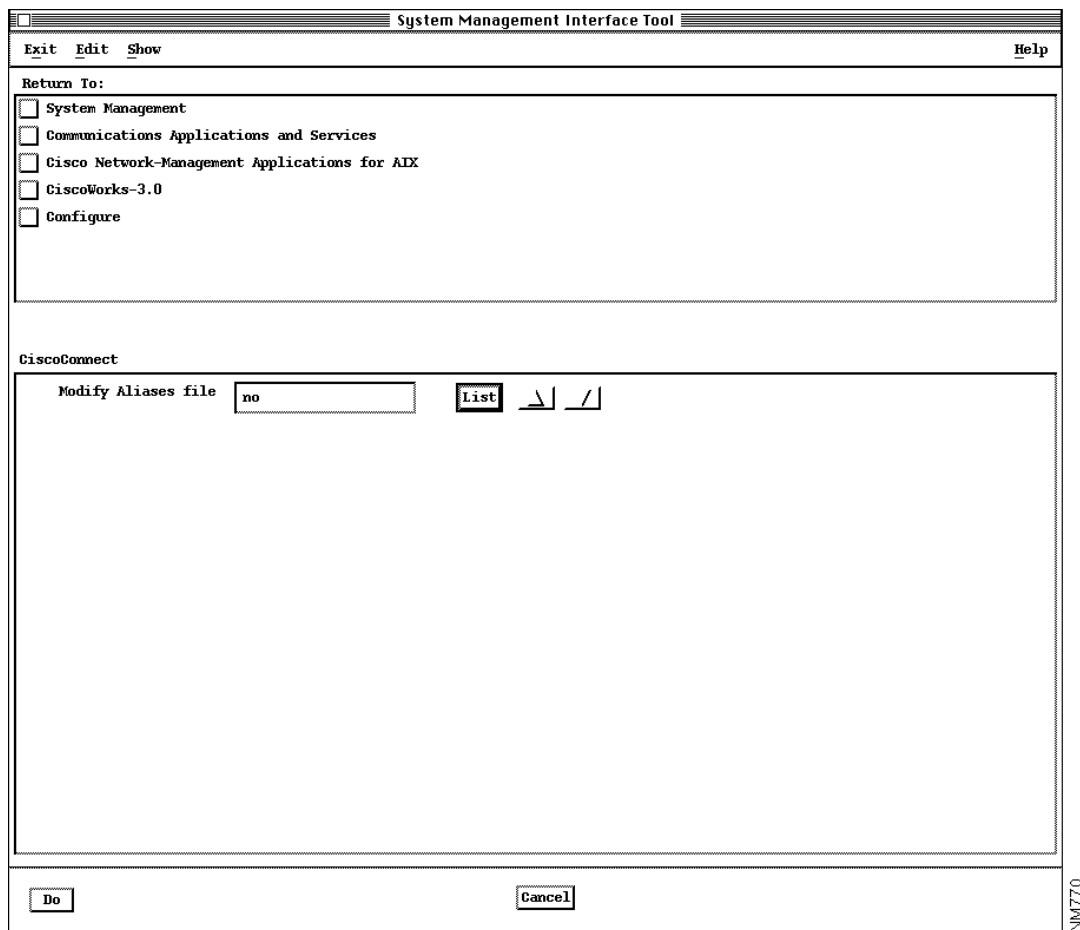 System Management Interface Tool
Exit Edit Show Help
Return To:
System Management
Communications Applications and Services
Cisco Network-Management Applications for AIX
CiscoWorks-3.0
Configure
CiscoConnect
Modify Aliases file no List
Do Cancel
NM770